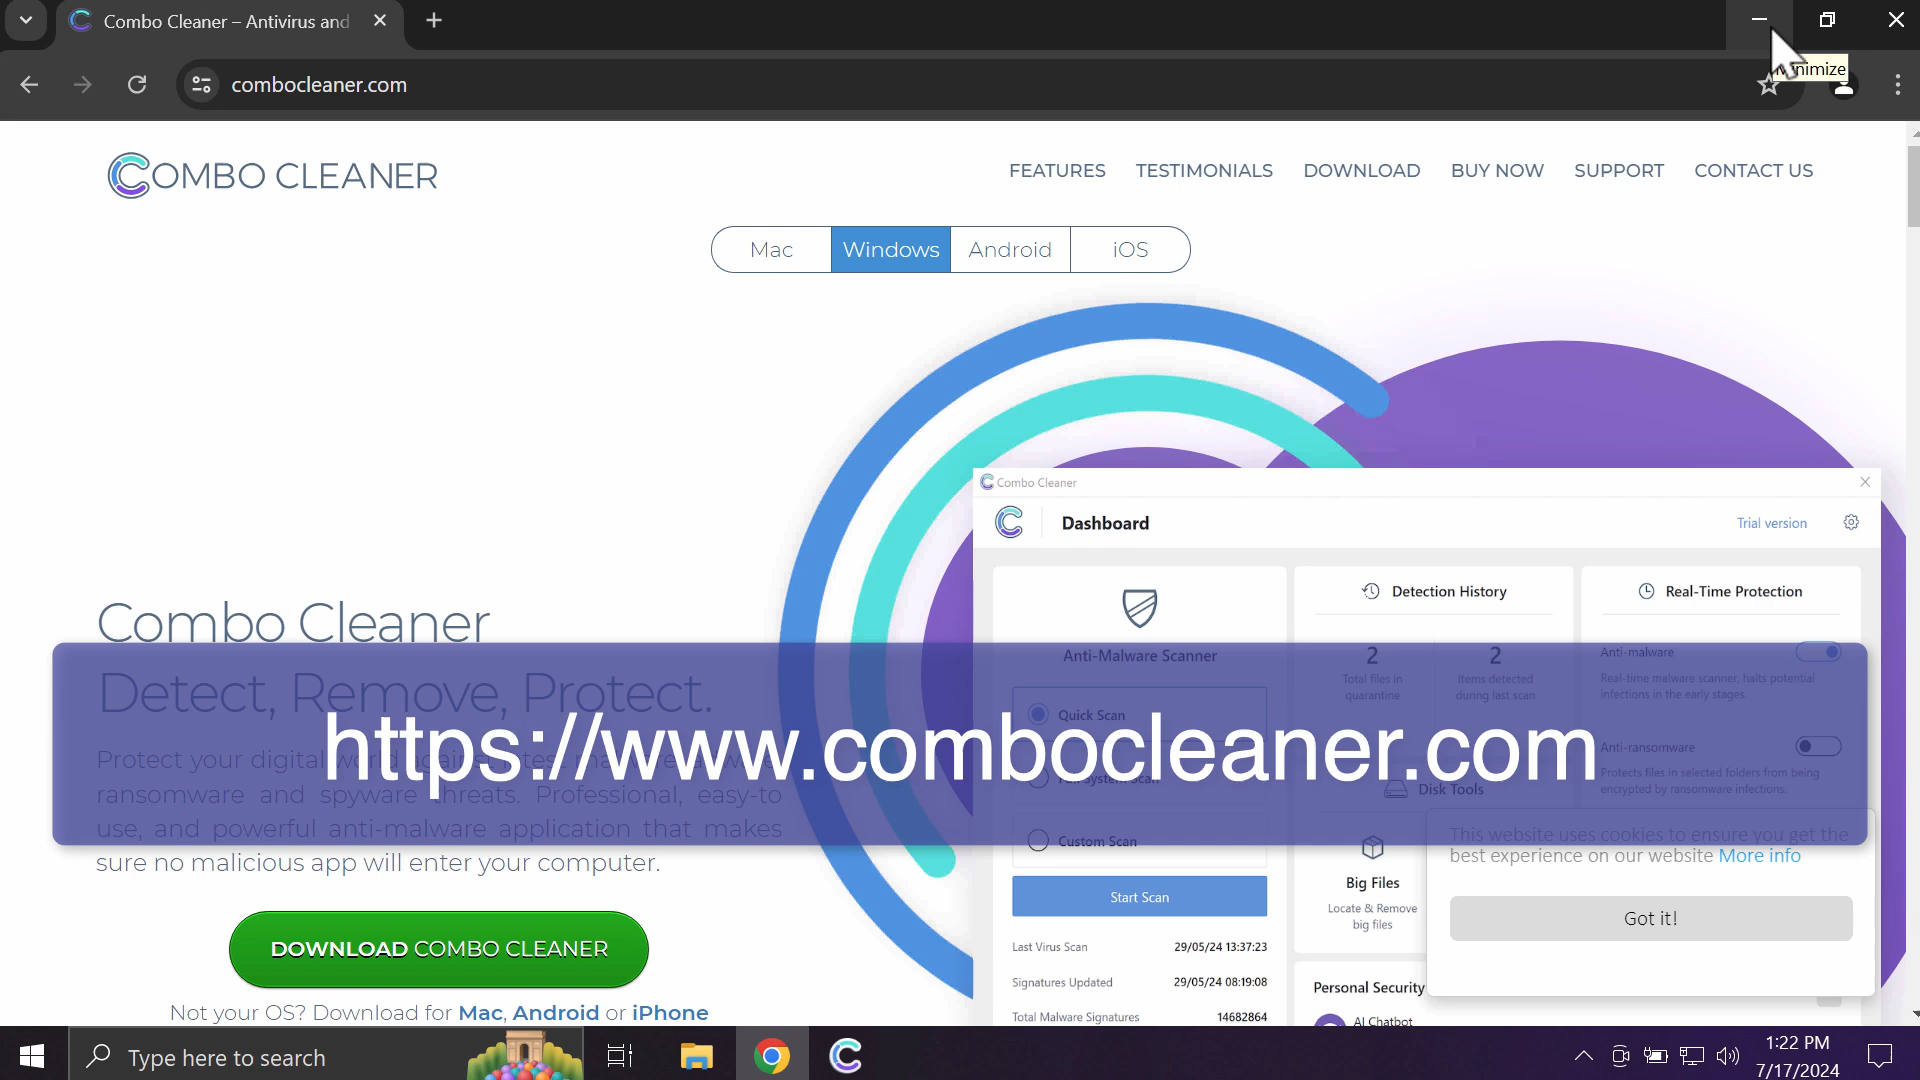 Combo Cleaner – Antivirus and
combocleaner.com
nimize
COMBO CLEANER
FEATURES TESTIMONIALS DOWNLOAD BUY NOW SUPPORT CONTACT US
Mac Windows Android iOS
Combo Cleaner
Detect, Remove, Protect.
Protect your digital world
ransomware and spyware threats. Professional, easy-to
use, and powerful anti-malware application that makes
sure no malicious app will enter your computer.
DOWNLOAD COMBO CLEANER
Not your OS? Download for Mac, Android or iPhone
https://www.combocleaner.com
Combo Cleaner
Dashboard
Trial version
Anti-Malware Scanner
Quick Scan
Custom Scan
Start Scan
Last Virus Scan 29/05/24 13:37:23
Signatures Updated 29/05/24 08:19:08
Total Malware Signatures 14682864
Detection History
2 2
Total files in quarantine
Items detected during last scan
Disk Tools
Big Files
Locate & Remove
big files
Personal Security
AI Chatbot
Real-Time Protection
Anti-malware
Real-time malware scanner, halts potential
infections in the early stages.
Anti-ransomware
Protects files in selected folders from being
encrypted by ransomware infections.
This website uses cookies to ensure you get the
best experience on our website More info
Got it!
Type here to search
1:22 PM
7/17/2024